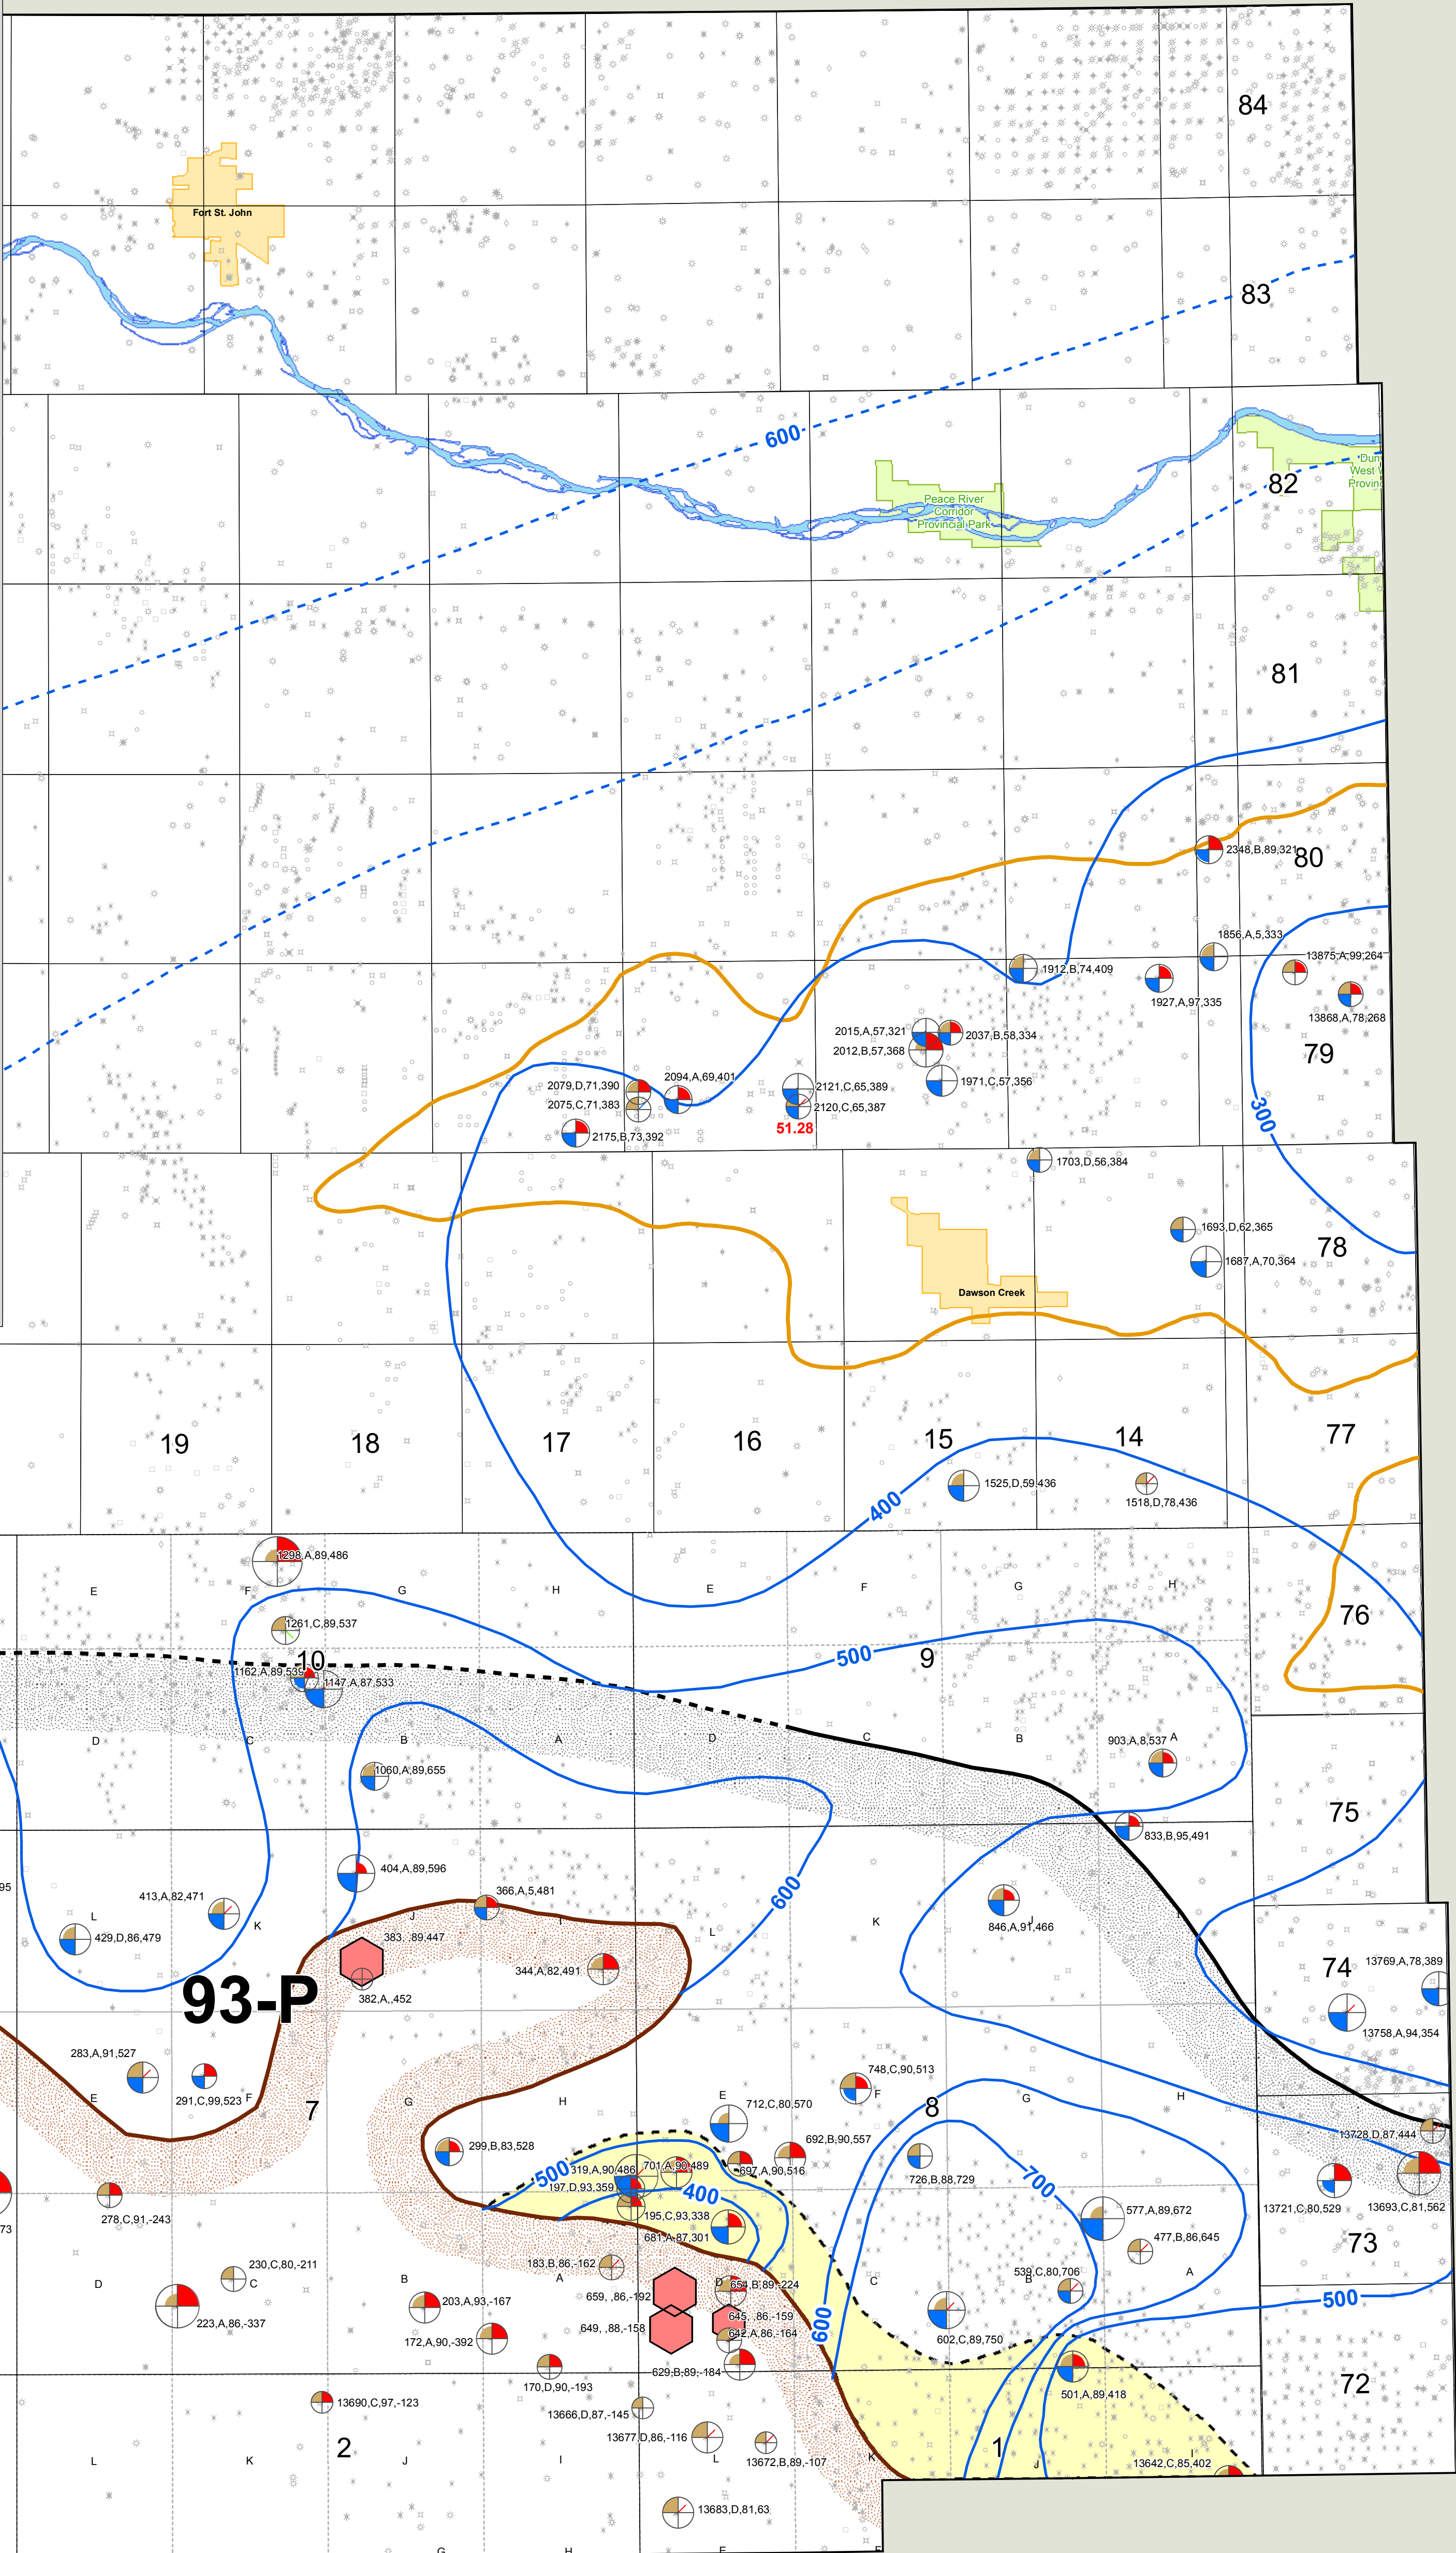 84
Fort St. John
83
600
82
Dun
West V
Provinc
Peace River
Corridor
Provincial Park
81
2348,B,89,321
80
1856,A,5,333
13875,A,99,264
1912,B,74,409
1927,A,97,335
13868,A,78,268
2015,A,57,321
2037,B,58,334
2012,B,57,368
79
2094,A,69,401
2079,D,71,390
2121,C,65,389
1971,C,57,356
2075,C,71,383
2120,C,65,387
300
51.28
2175,B,73,392
1703,D,56,384
1693,D,62,365
78
1687,A,70,364
Dawson Creek
19
18
17
16
15
14
77
1525,D,59,436
1518,D,78,436
400
1298,A,89,486
E
F
G
H
E
F
G
H
76
1261,C,89,537
500
9
10
1162,A,89,539
1147,A,87,533
D
C
B
A
D
C
B
903,A,8,537
A
1060,A,89,655
75
833,B,95,491
404,A,89,596
95
366,A,5,481
600
413,A,82,471
L
K
J
I
L
K
J
I
846,A,91,466
429,D,86,479
383, ,89,447
74
13769,A,78,389
344,A,82,491
93-P
382,A,,452
13758,A,94,354
283,A,91,527
748,C,90,513
291,C,99,523
E
F
G
H
E
F
G
H
7
712,C,80,570
8
13728,D,87,444
299,B,83,528
692,B,90,557
500
319,A,90,486
701,A,90,489
697,A,90,516
726,B,88,729
700
197,D,93,359
400
13721,C,80,529
13693,C,81,562
73
278,C,91,-243
195,C,93,338
577,A,89,672
681,A,87,301
477,B,86,645
73
183,B,86,-162
230,C,80,-211
539,C,80,706
D
C
B
A
D
C
B
A
654,B,89,-224
659, ,86,-192
500
203,A,93,-167
645, ,86,-159
223,A,86,-337
649, ,88,-158
642,A,86,-164
600
602,C,89,750
172,A,90,-392
629,B,89,-184
72
170,D,90,-193
501,A,89,418
13690,C,97,-123
13666,D,87,-145
13677,D,86,-116
2
1
L
K
J
I
L
K
J
I
13672,B,89,-107
13642,C,85,402
13683,D,81,63
G
H
E
F